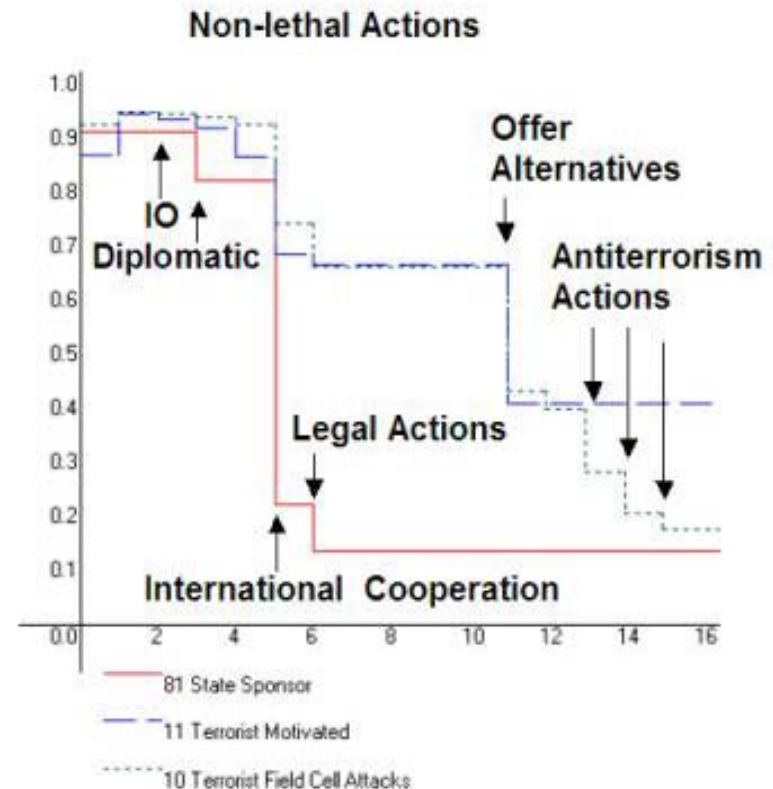 Non-lethal Actions
1.0
0.9
0.8
0.7
0.6
0.5
0.4
0.3
0.2
0.1
0.0
2
4
6
8
10
12
14
16
IO
Diplomatic
Offer
Alternatives
Antiterrorism
Actions
Legal Actions
International Cooperation
81 State Sponsor
11 Terrorist Motivated
10 Terrorist Field Cell Attacks